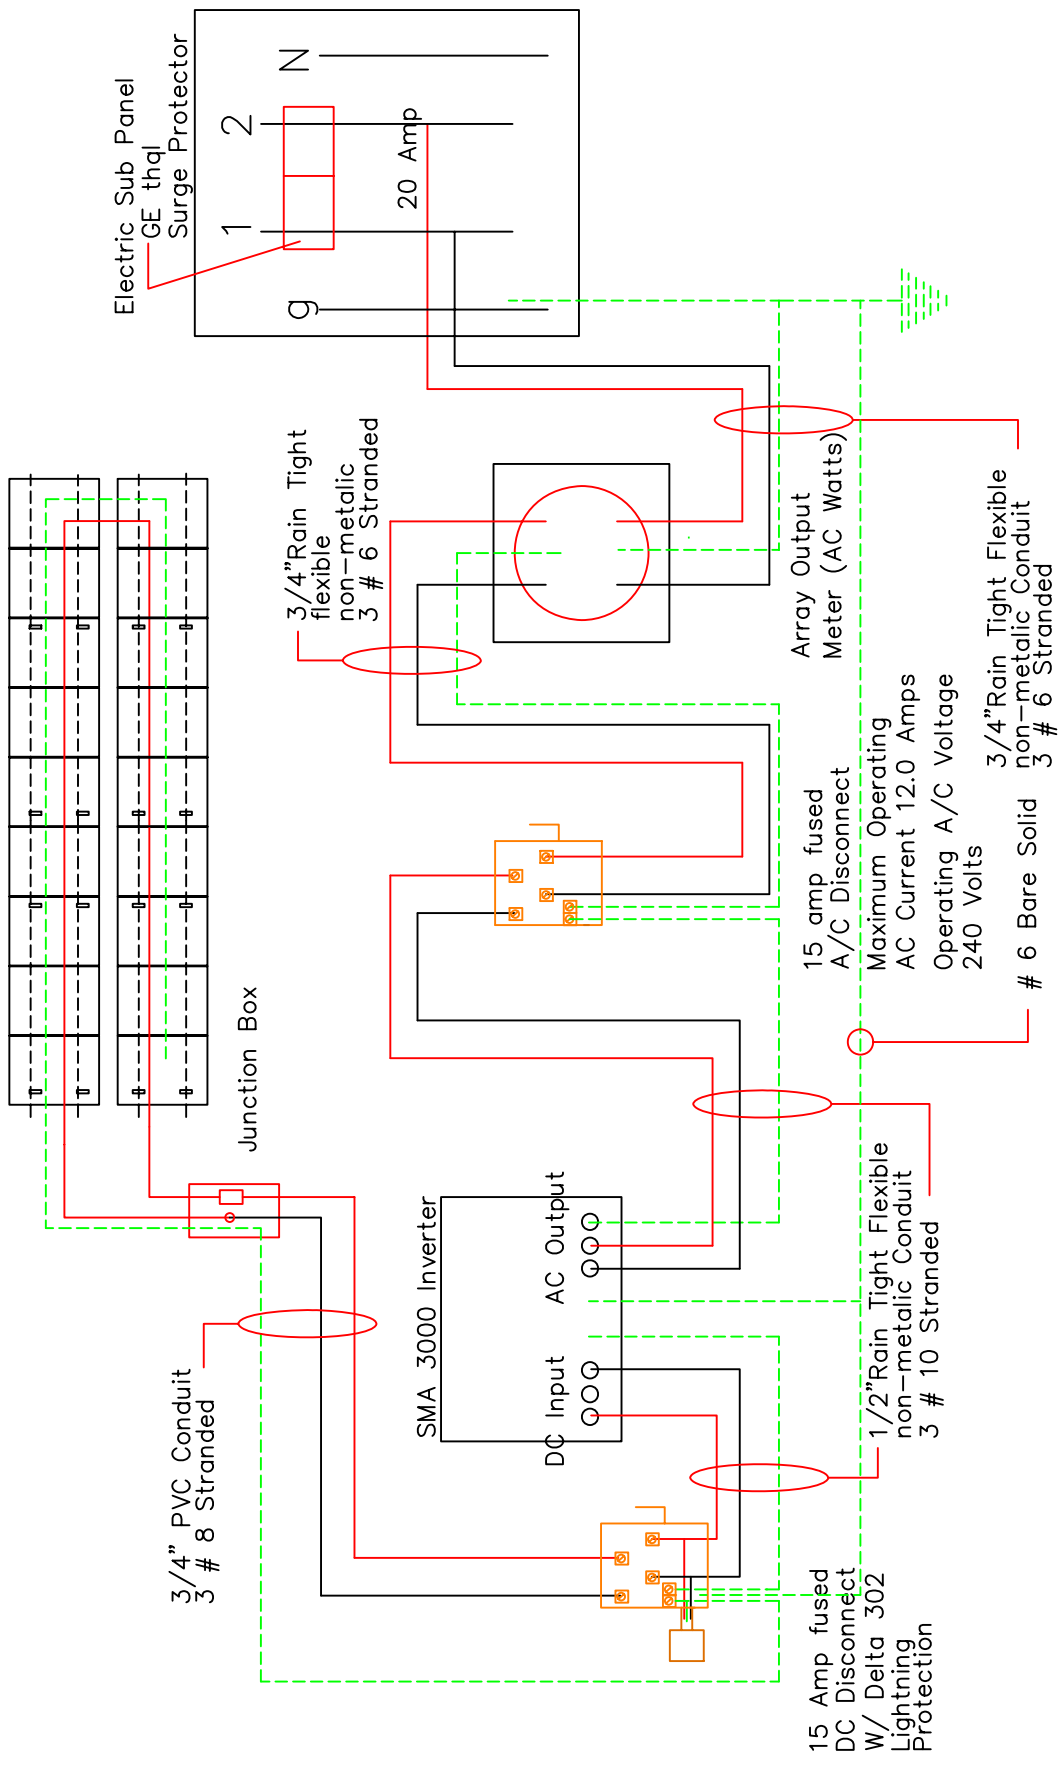 Electric Sub Panel
GE thql
Surge Protector
g
1
2
N
20 Amp
3/4"Rain Tight
flexible
non-metalic
3 # 6 Stranded
Junction Box
Array Output
Meter (AC Watts)
3/4" PVC Conduit
3 # 8 Stranded
SMA 3000 Inverter
DC Input
AC Output
15 amp fused
A/C Disconnect
Maximum Operating
AC Current 12.0 Amps
Operating A/C Voltage
240 Volts
3/4"Rain Tight Flexible
non-metalic Conduit
3 # 6 Stranded
# 6 Bare Solid
1/2"Rain Tight Flexible
non-metalic Conduit
3 # 10 Stranded
15 Amp fused
DC Disconnect
W/ Delta 302
Lightning
Protection